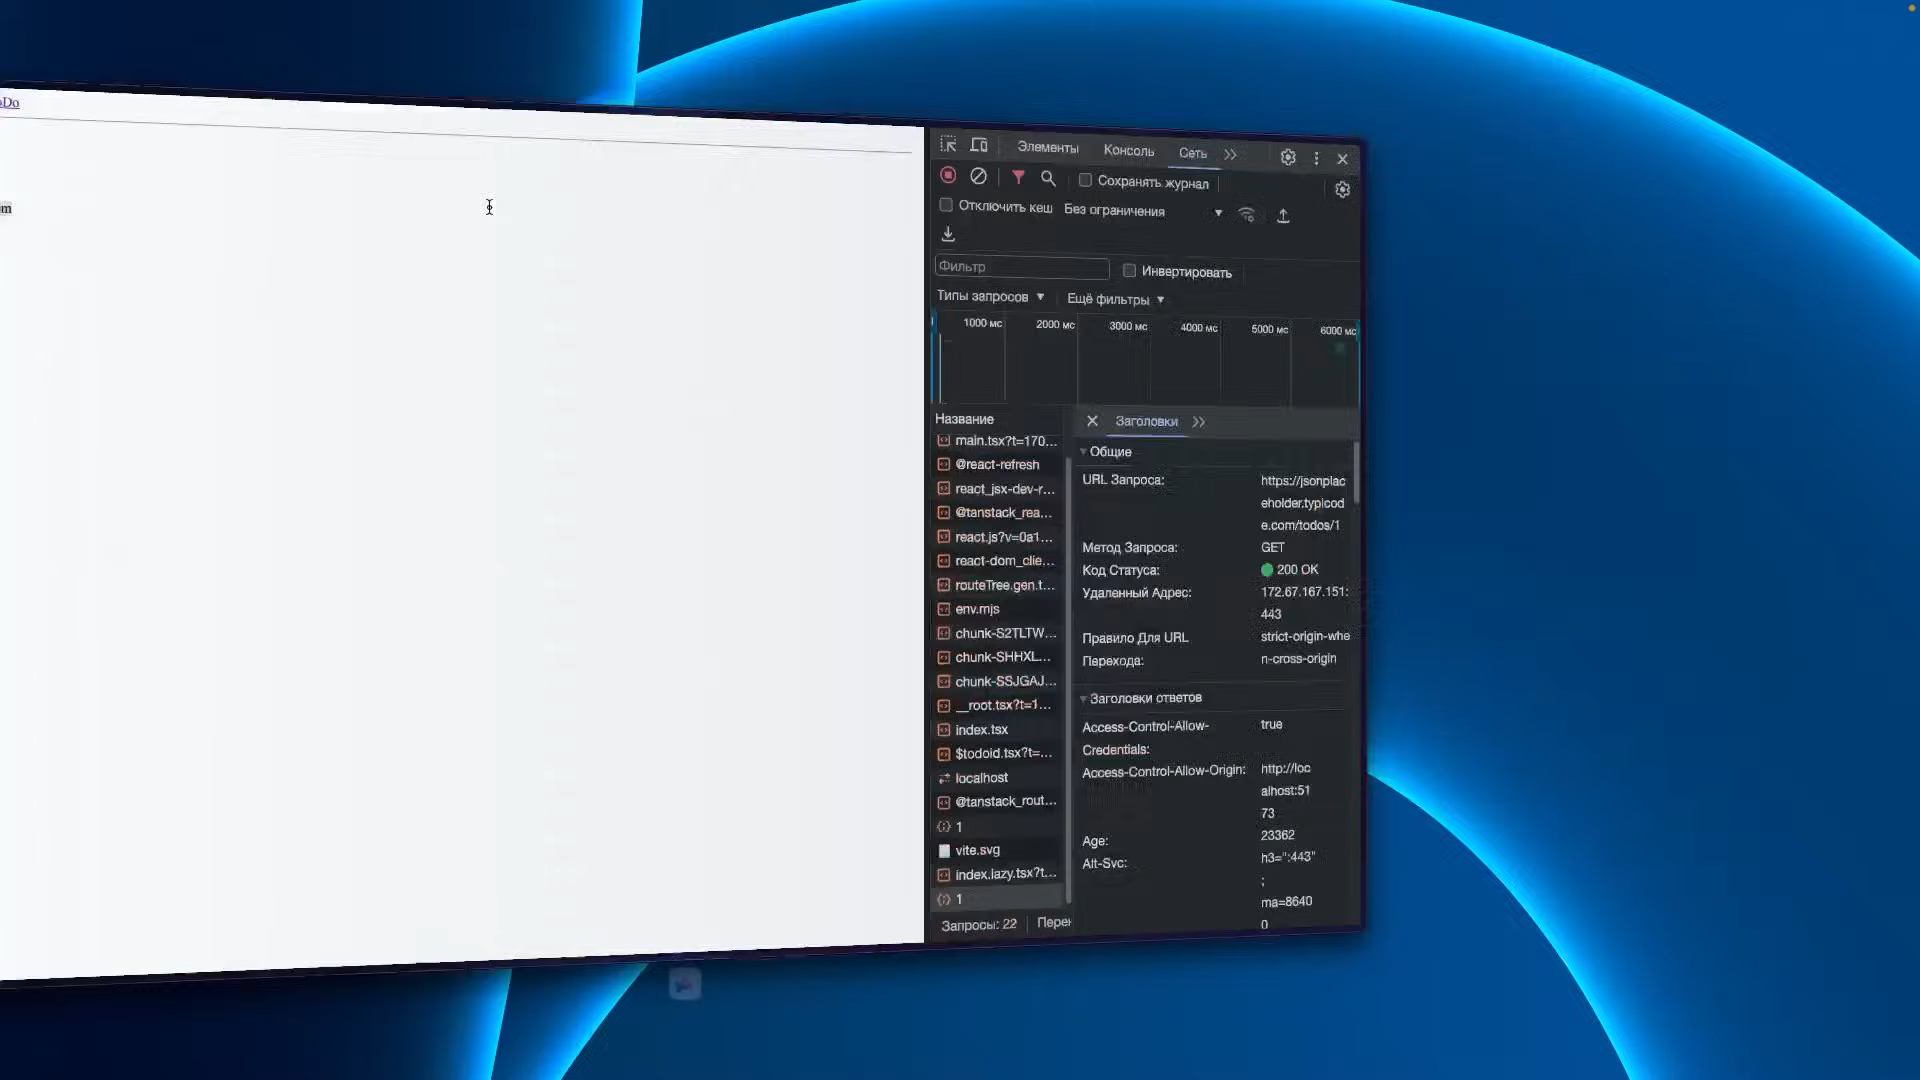 oDo
m
Элементы Консоль Сеть
Сохранять журнал
Отключить кеш Без ограничения
Фильтр Инвертировать
Типы запросов Ещё фильтры
1000 мс 2000 мс 3000 мс 4000 мс 5000 мс 6000 мс
Название
main.tsx?t=170...
@react-refresh
react_jsx-dev-r...
@tanstack_rea...
react.js?v=0a1...
react-dom_clie...
routeTree.gen.t...
env.mjs
chunk-S2TLTW...
chunk-SHHXL...
chunk-SSJGAJ...
__root.tsx?t=1...
index.tsx
$todoid.tsx?t=...
localhost
@tanstack_rout...
1
vite.svg
index.lazy.tsx?t...
1
Запросы: 22 Перен
Заголовки
Общие
URL Запроса: https://jsonplac
eholder.typicod
e.com/todos/1
Метод Запроса: GET
Код Статуса: 200 OK
Удаленный Адрес: 172.67.167.151:
443
Правило Для URL strict-origin-whe
Перехода: n-cross-origin
Заголовки ответов
Access-Control-Allow- true
Credentials:
Access-Control-Allow-Origin: http://loc
alhost:51
73
Age: 23362
Alt-Svc: h3=":443"
;
ma=8640
0